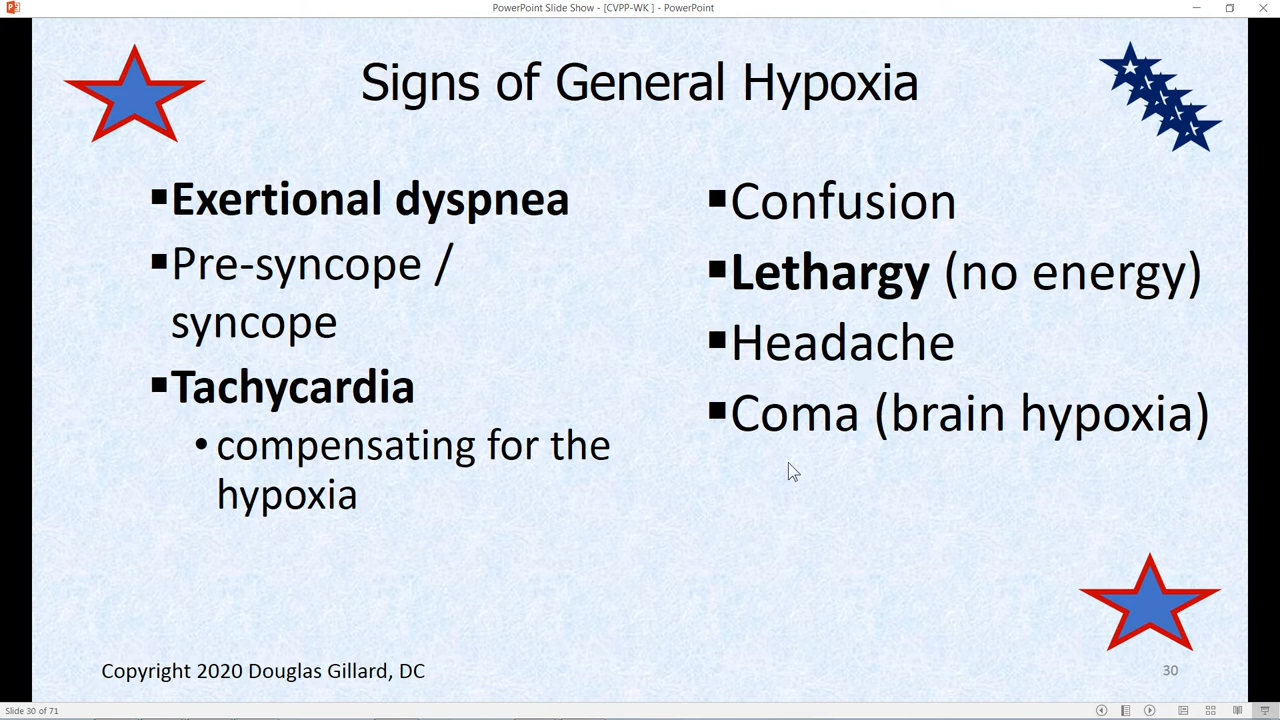 PowerPoint Slide Show - [CVPP-WK ] - PowerPoint
Signs of General Hypoxia
▪Exertional dyspnea
▪Pre-syncope /
syncope
▪Tachycardia
•compensating for the
hypoxia
▪Confusion
▪Lethargy (no energy)
▪Headache
▪Coma (brain hypoxia)
Copyright 2020 Douglas Gillard, DC
30
Slide 30 of 71